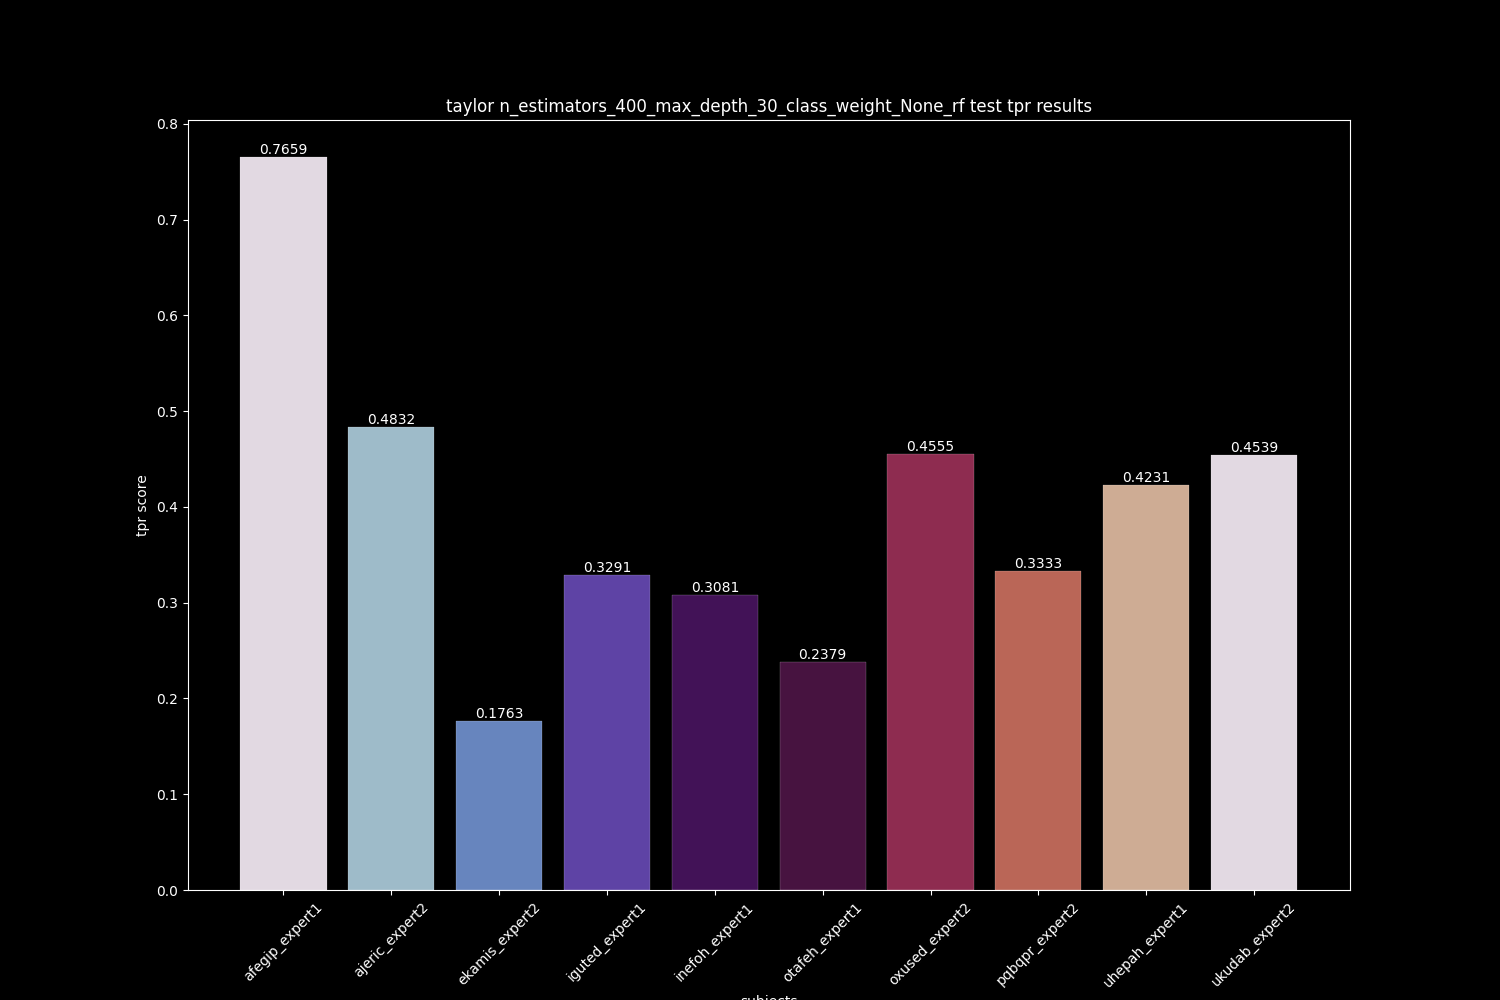 taylor n_estimators_400_max_depth_30_class_weight_None_rf test tpr results
0.8
0.7
0.6
0.5
0.4
0.3
0.2
0.1
0.0
tpr score
0.7659
0.4832
0.1763
0.3291
0.3081
0.2379
0.4555
0.3333
0.4231
0.4539
afegip_expert1
ajeric_expert2
ekamis_expert2
iguted_expert1
inefoh_expert1
otafeh_expert1
oxused_expert2
pqbqpr_expert2
uhepah_expert1
ukudab_expert2
subjects